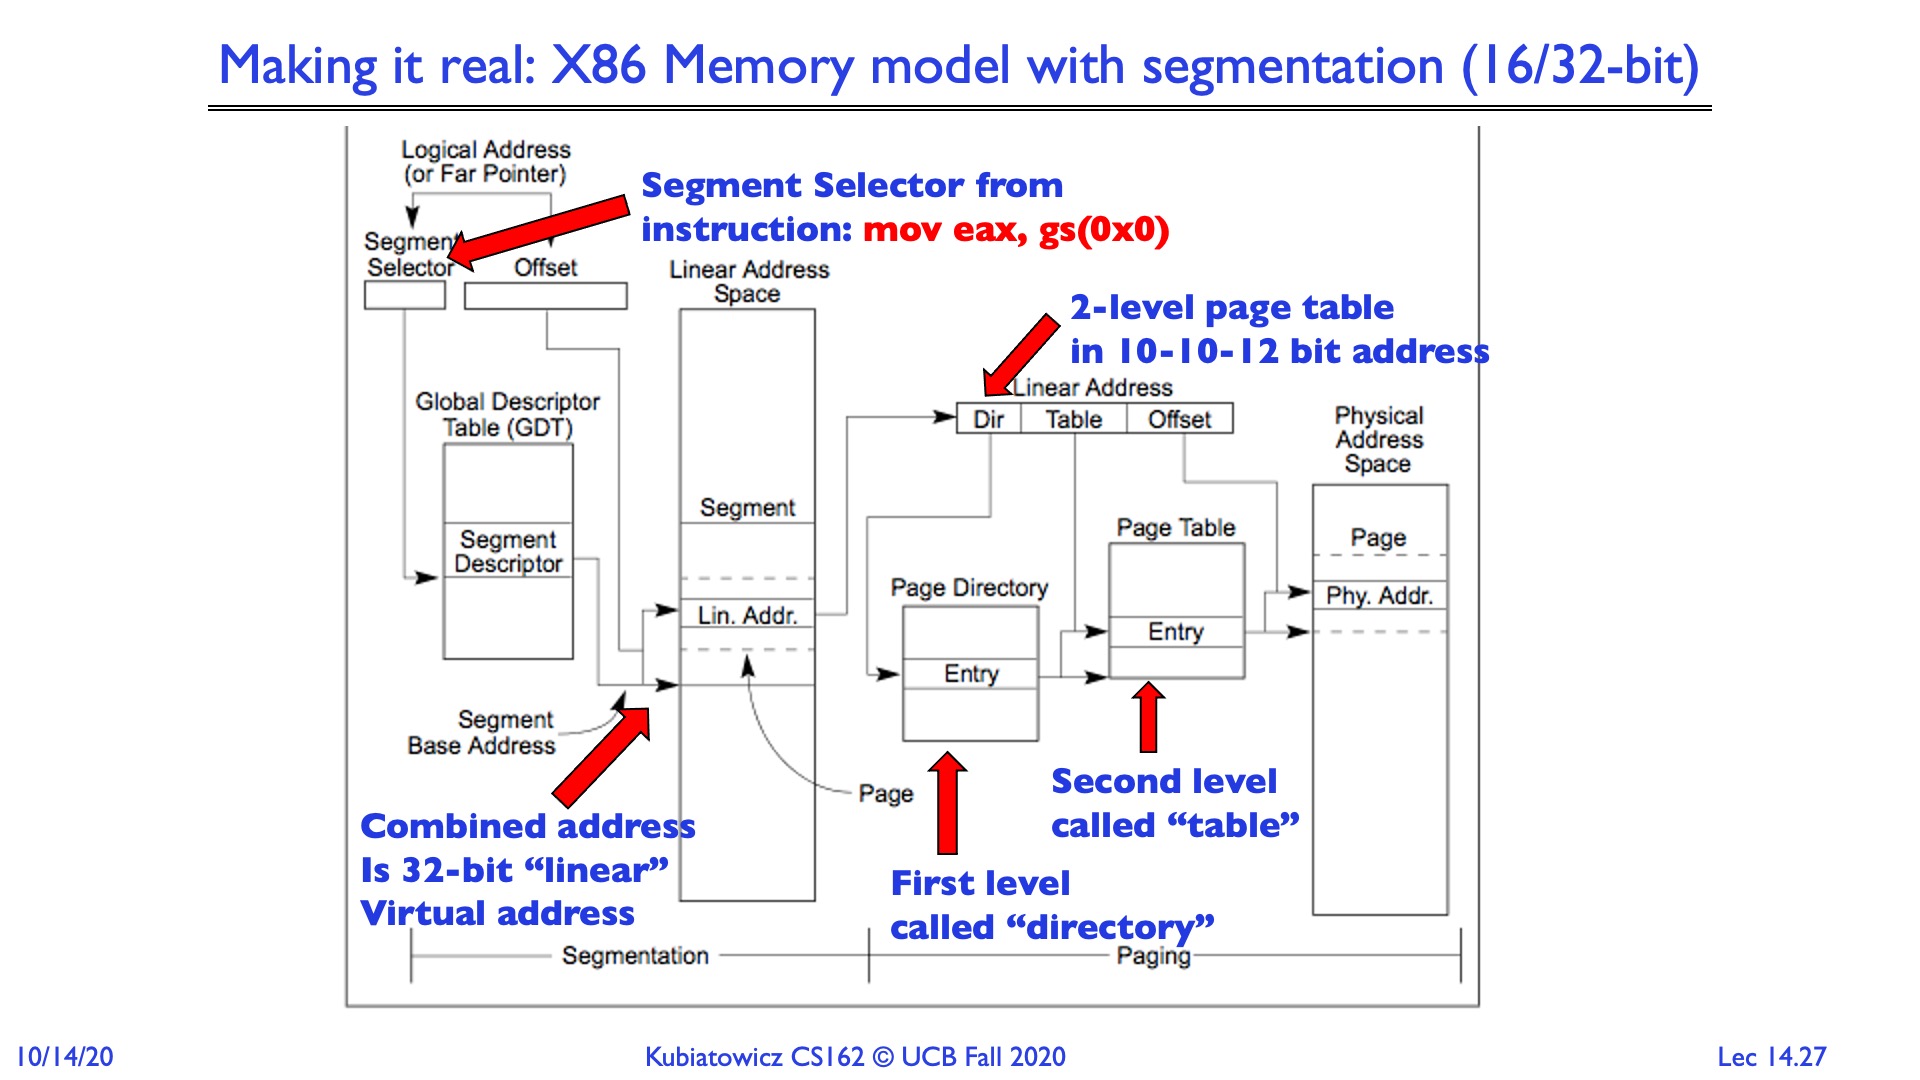 Making it real: X86 Memory model with segmentation (16/32-bit)
Logical Address
(or Far Pointer)
Segment Selector from
instruction: mov eax, gs(0x0)
Segment
Selector
Offset
Linear Address
Space
2-level page table
in 10-10-12 bit address
Linear Address
Dir
Table
Offset
Global Descriptor
Table (GDT)
Physical
Address
Space
Segment
Segment
Descriptor
Page Table
Page
Page Directory
Phy. Addr.
Lin. Addr.
Entry
Entry
Segment
Base Address
Page
Second level
called “table”
Combined address
Is 32-bit “linear”
Virtual address
First level
called “directory”
Segmentation
Paging
10/14/20
Kubiatowicz CS162 © UCB Fall 2020
Lec 14.27